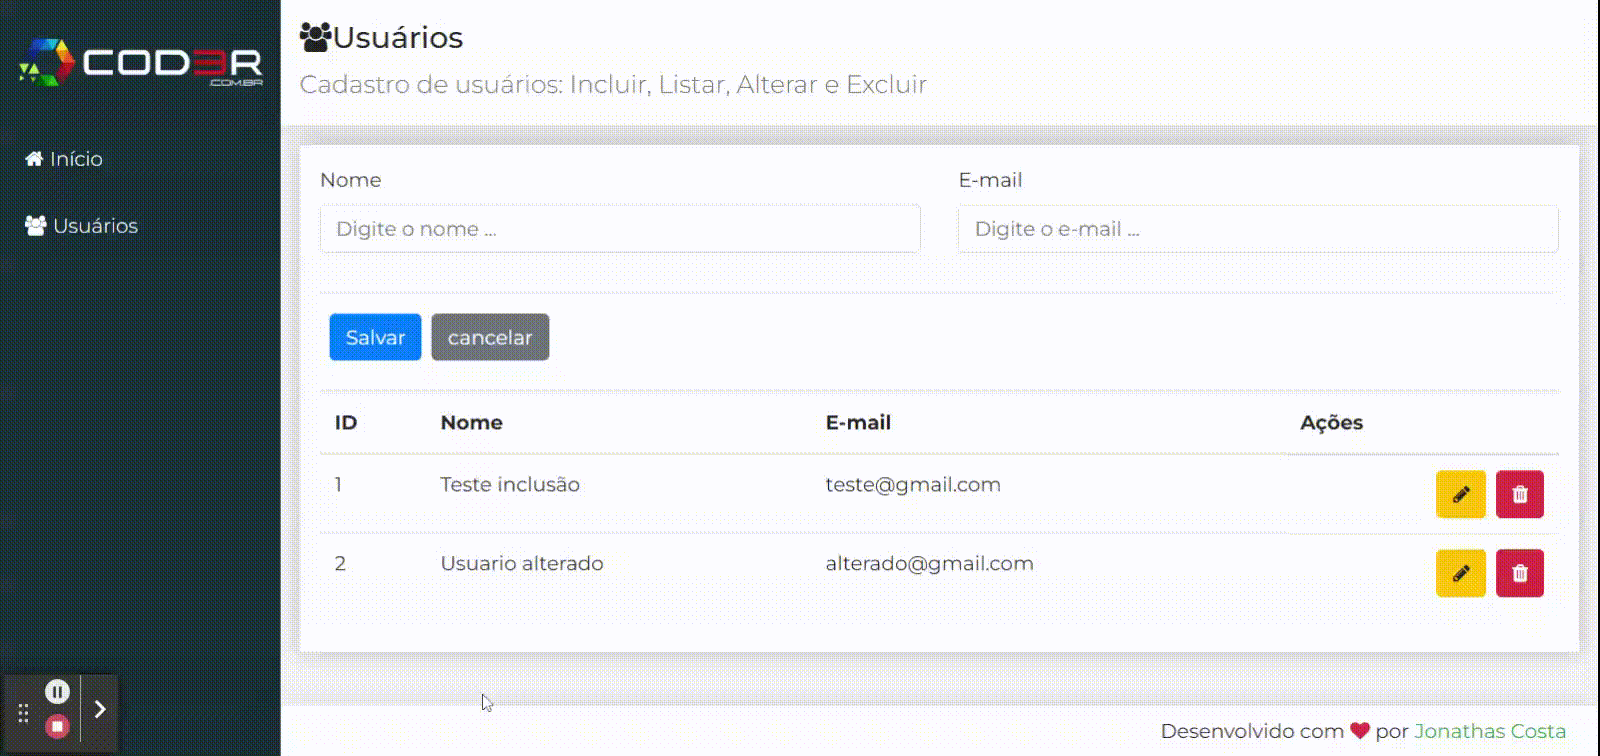 COD3R
.COM.BR
Início
Usuários
Usuários
Cadastro de usuários: Incluir, Listar, Alterar e Excluir
Nome E-mail
Digite o nome ... Digite o e-mail ...
Salvar cancelar
ID Nome E-mail Ações
1 Teste inclusão teste@gmail.com
2 Usuario alterado alterado@gmail.com
Desenvolvido com por Jonathas Costa